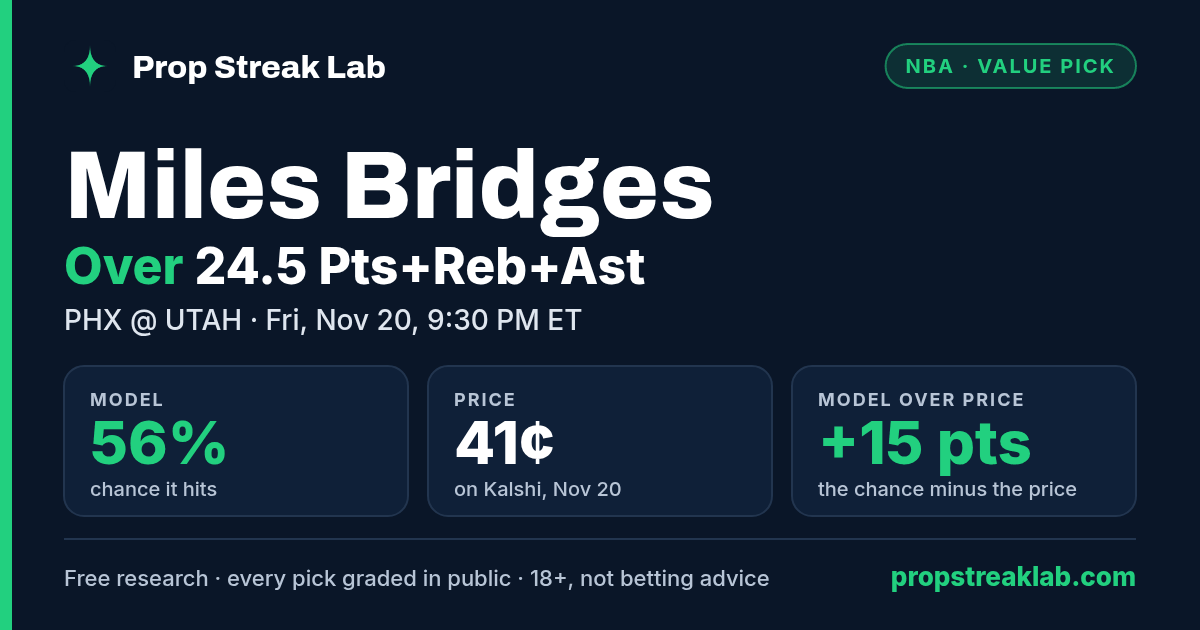 Prop Streak Lab
NBA · VALUE PICK
Miles Bridges
Over 24.5 Pts+Reb+Ast
PHX @ UTAH · Fri, Nov 20, 9:30 PM ET
MODEL
56%
chance it hits
PRICE
41¢
on Kalshi, Nov 20
MODEL OVER PRICE
+15 pts
the chance minus the price
Free research · every pick graded in public · 18+, not betting advice
propstreaklab.com